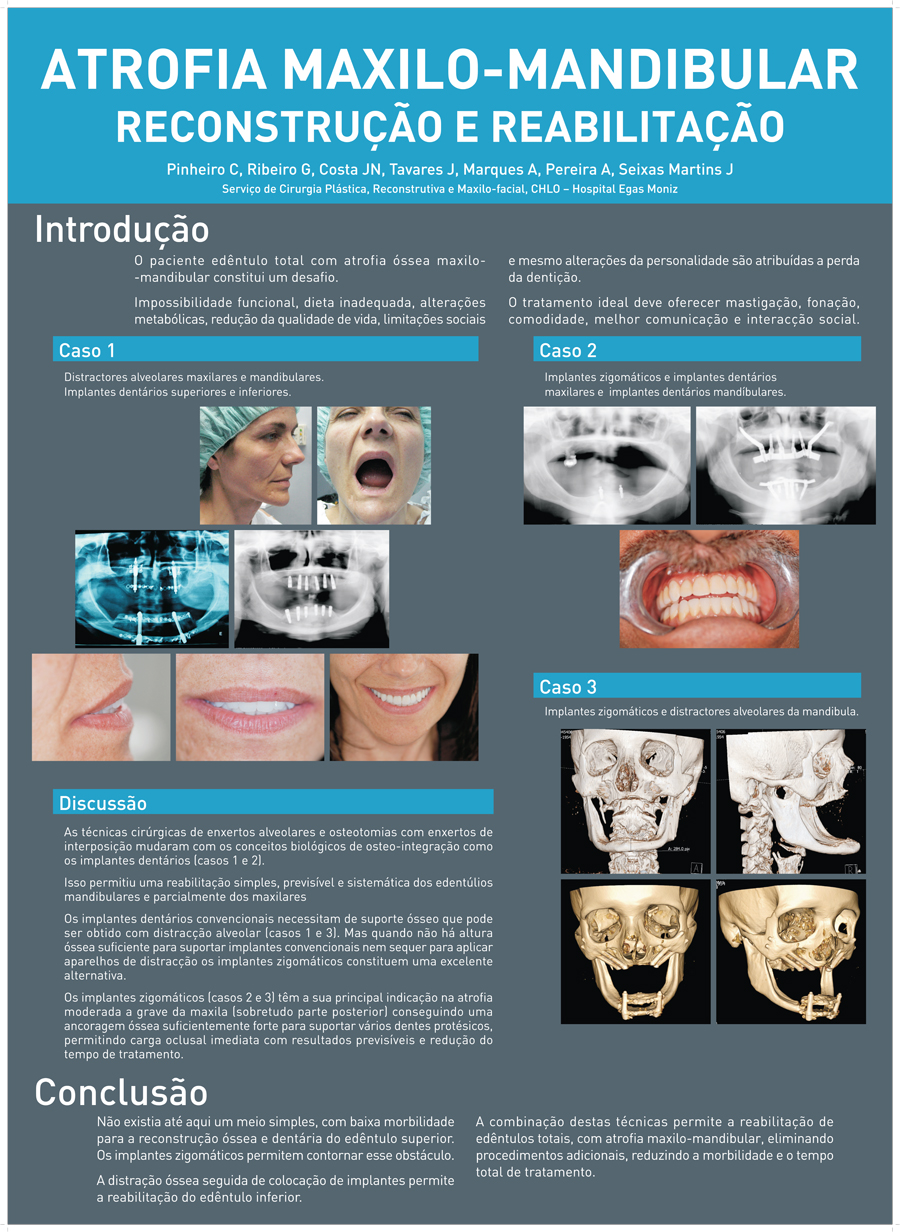 ATROFIA MAXILO-MANDIBULAR
RECONSTRUÇÃO E REABILITAÇÃO
Pinheiro C, Ribeiro G, Costa JN, Tavares J, Marques A, Pereira A, Seixas Martins J
Serviço de Cirurgia Plástica, Reconstrutiva e Maxilo-facial, CHLO – Hospital Egas Moniz
Introdução
O paciente edêntulo total com atrofia óssea maxilo-
-mandibular constitui um desafio.
Impossibilidade funcional, dieta inadequada, alterações
metabólicas, redução da qualidade de vida, limitações sociais
e mesmo alterações da personalidade são atribuídas a perda
da dentição.
O tratamento ideal deve oferecer mastigação, fonação,
comodidade, melhor comunicação e interacção social.
Caso 1
Distractores alveolares maxilares e mandibulares.
Implantes dentários superiores e inferiores.
Discussão
As técnicas cirúrgicas de enxertos alveolares e osteotomias com enxertos de
interposição mudaram com os conceitos biológicos de osteo-integração como
os implantes dentários (casos 1 e 2).
Isso permitiu uma reabilitação simples, previsível e sistemática dos edentúlios
mandibulares e parcialmente dos maxilares
Os implantes dentários convencionais necessitam de suporte ósseo que pode
ser obtido com distracção alveolar (casos 1 e 3). Mas quando não há altura
óssea suficiente para suportar implantes convencionais nem sequer para aplicar
aparelhos de distracção os implantes zigomáticos constituem uma excelente
alternativa.
Os implantes zigomáticos (casos 2 e 3) têm a sua principal indicação na atrofia
moderada a grave da maxila (sobretudo parte posterior) conseguindo uma
ancoragem óssea suficientemente forte para suportar vários dentes protésicos,
permitindo carga oclusal imediata com resultados previsíveis e redução do
tempo de tratamento.
Caso 2
Implantes zigomáticos e implantes dentários
maxilares e implantes dentários mandíbulares.
Caso 3
Implantes zigomáticos e distractores alveolares da mandibula.
A
Conclusão
Não existia até aqui um meio simples, com baixa morbilidade
para a reconstrução óssea e dentária do edêntulo superior.
Os implantes zigomáticos permitem contornar esse obstáculo.
A distração óssea seguida de colocação de implantes permite
a reabilitação do edêntulo inferior.
A combinação destas técnicas permite a reabilitação de
edêntulos totais, com atrofia maxilo-mandibular, eliminando
procedimentos adicionais, reduzindo a morbilidade e o tempo
total de tratamento.